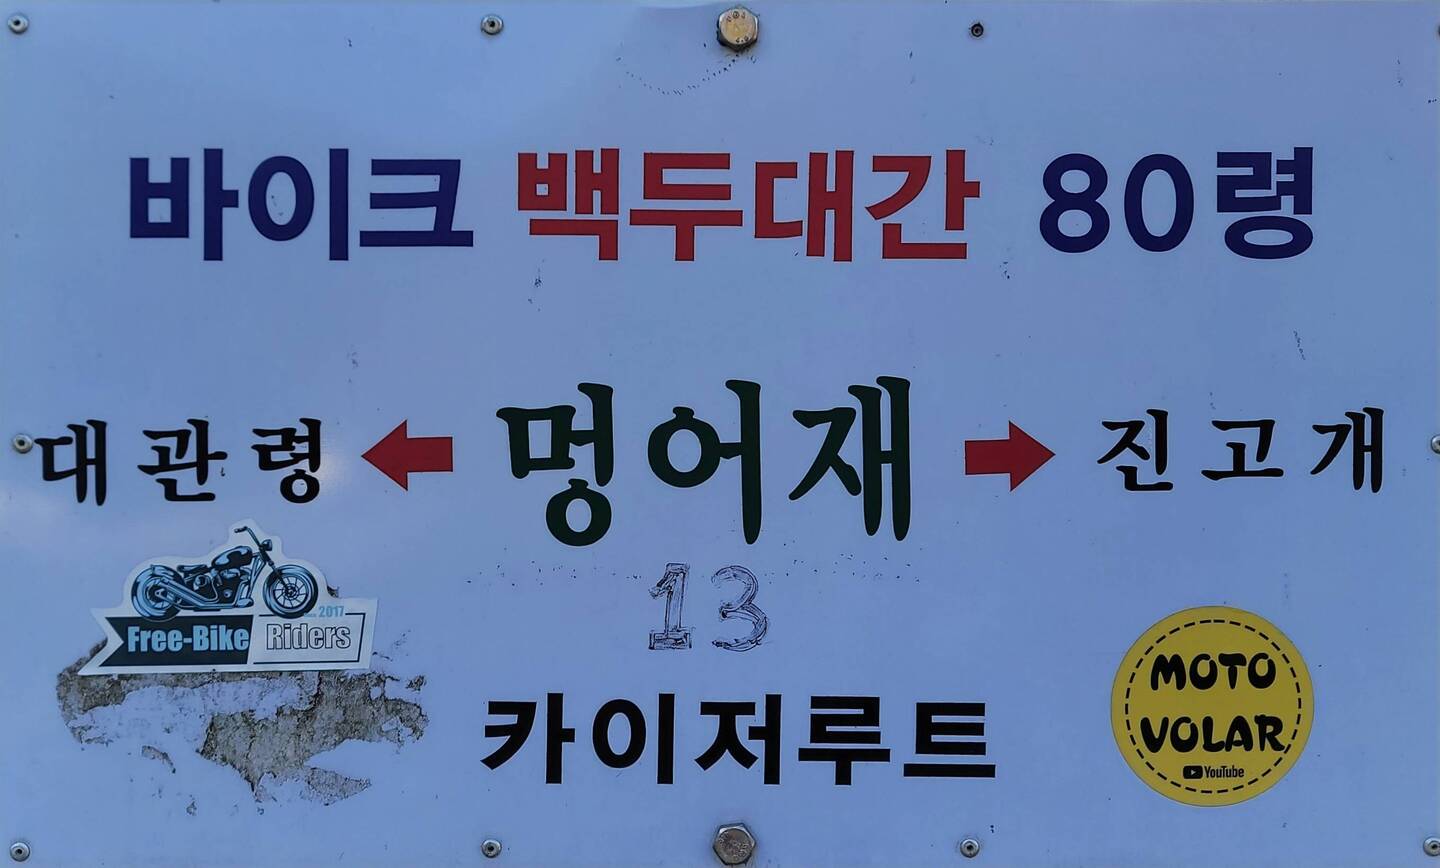 바이크 백두대간 80령
대관령 멍어재 진고개
13
Free-Bike Riders
2017
카이저루트
MOTO
VOLAR
YouTube